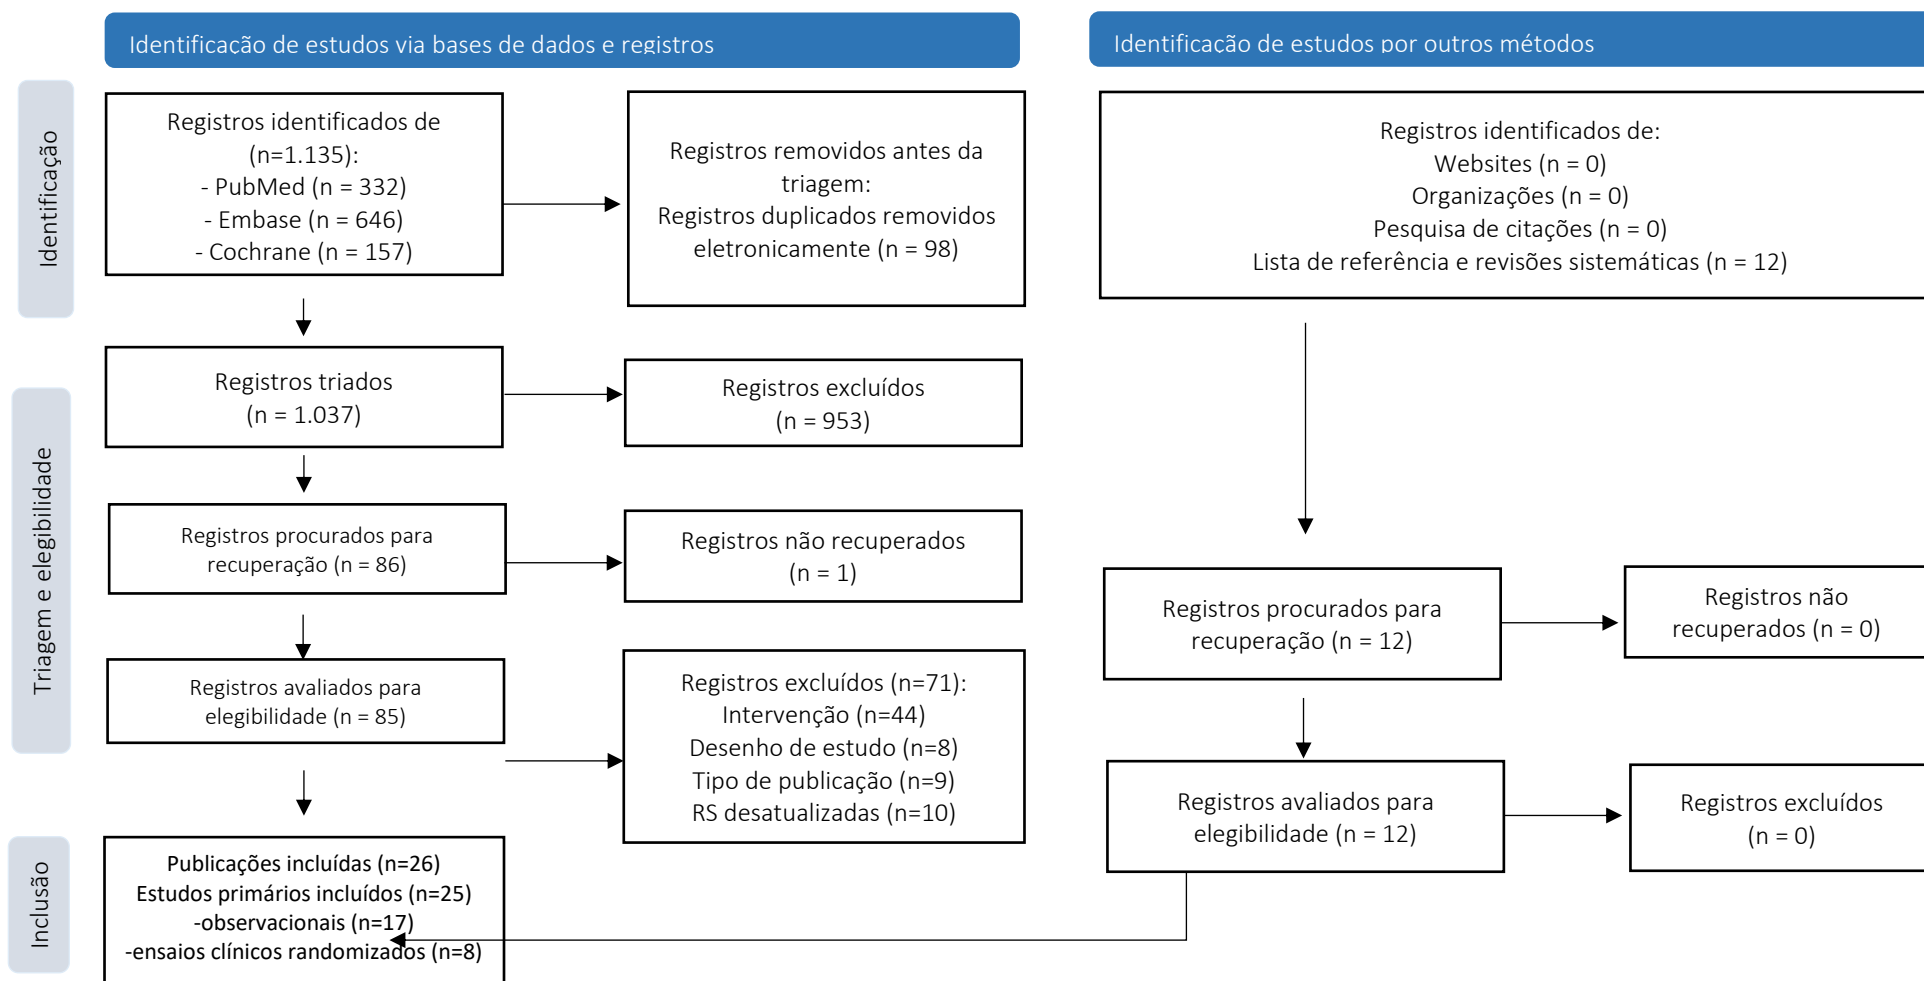 Identificação de estudos via bases de dados e registros
Identificação de estudos por outros métodos
Identificação
Registros identificados de
(n=1.135):
- PubMed (n = 332)
- Embase (n = 646)
- Cochrane (n = 157)
Registros removidos antes da
triagem:
Registros duplicados removidos
eletronicamente (n = 98)
Registros identificados de:
Websites (n = 0)
Organizações (n = 0)
Pesquisa de citações (n = 0)
Lista de referência e revisões sistemáticas (n = 12)
Triagem e elegibilidade
Registros triados
(n = 1.037)
Registros excluídos
(n = 953)
Registros procurados para
recuperação (n = 86)
Registros não recuperados
(n = 1)
Registros procurados para
recuperação (n = 12)
Registros não
recuperados (n = 0)
Registros avaliados para
elegibilidade (n = 85)
Registros excluídos (n=71):
Intervenção (n=44)
Desenho de estudo (n=8)
Tipo de publicação (n=9)
RS desatualizadas (n=10)
Registros avaliados para
elegibilidade (n = 12)
Registros excluídos
(n = 0)
Inclusão
Publicações incluídas (n=26)
Estudos primários incluídos (n=25)
-observacionais (n=17)
-ensaios clínicos randomizados (n=8)